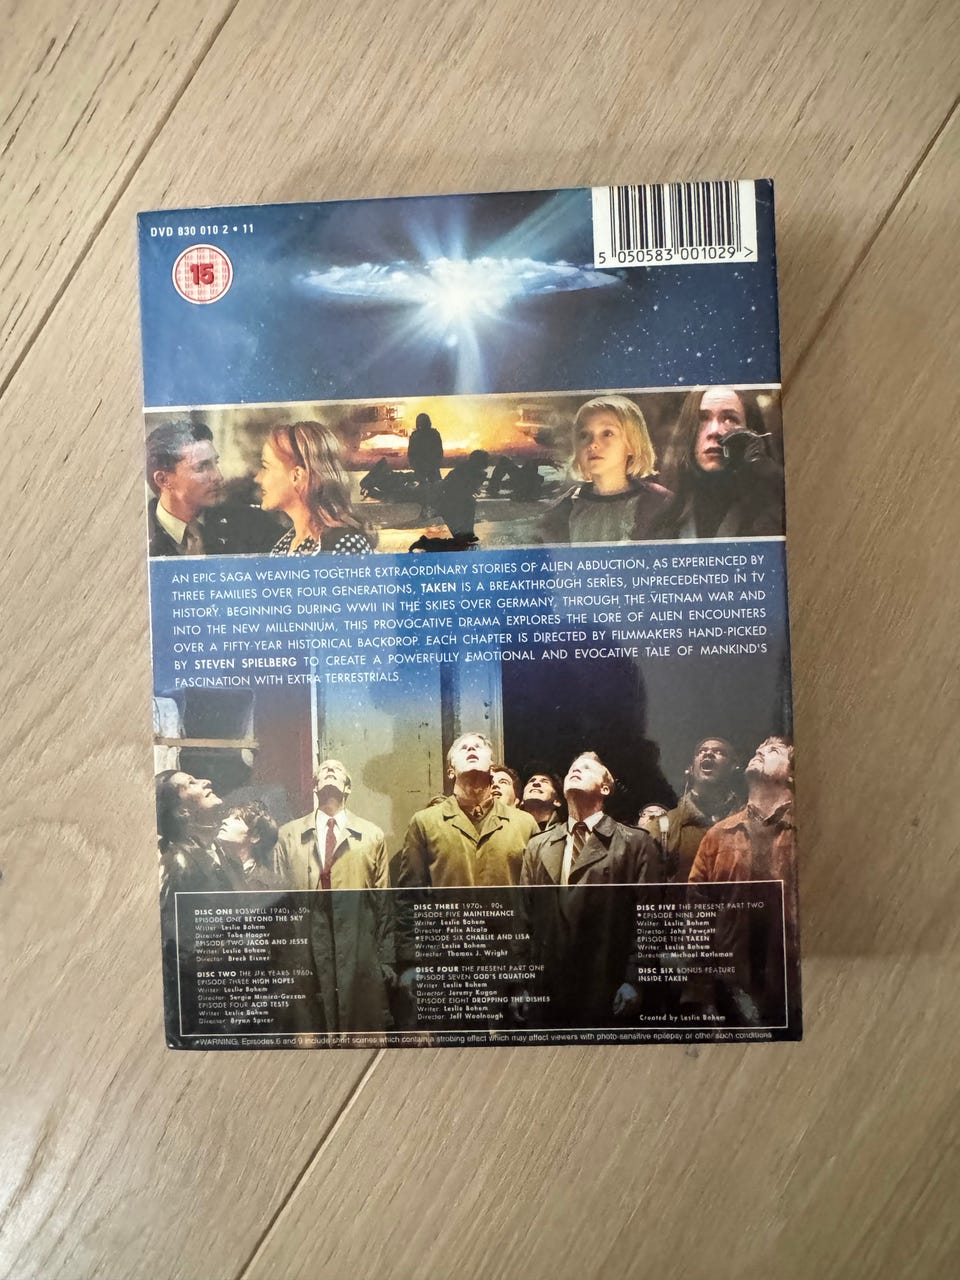 DVD 830 010 2 • 11
15
5 050583 001029 >
AN EPIC SAGA WEAVING TOGETHER EXTRAORDINARY STORIES OF ALIEN ABDUCTION, AS EXPERIENCED BY
THREE FAMILIES OVER FOUR GENERATIONS, TAKEN IS A BREAKTHROUGH SERIES, UNPRECEDENTED IN TV
HISTORY. BEGINNING DURING WWII IN THE SKIES OVER GERMANY, THROUGH THE VIETNAM WAR AND
INTO THE NEW MILLENNIUM, THIS PROVOCATIVE DRAMA EXPLORES THE LORE OF ALIEN ENCOUNTERS
OVER A FIFTY-YEAR HISTORICAL BACKDROP. EACH CHAPTER IS DIRECTED BY FILMMAKERS HAND-PICKED
BY STEVEN SPIELBERG TO CREATE A POWERFULLY EMOTIONAL AND EVOCATIVE TALE OF MANKIND'S
FASCINATION WITH EXTRA TERRESTRIALS
DISC ONE ROSWELL 1940s - 50s
EPISODE ONE BEYOND THE SKY
Writer: Leslie Bohem
Director: Tobe Hooper
EPISODE TWO JACOB AND JESSE
Writer: Leslie Bohem
Director: Breck Eisner
DISC TWO THE JFK YEARS 1960s
EPISODE THREE HIGH HOPES
Writer: Leslie Bohem
Director: Sergio Mimica-Gezzan
EPISODE FOUR ACID TESTS
Writer: Leslie Bohem
Director: Bryan Spicer
DISC THREE 1970s - 90s
EPISODE FIVE MAINTENANCE
Writer: Leslie Bohem
Director: Felix Alcala
*EPISODE SIX CHARLIE AND LISA
Writer: Leslie Bohem
Director: Thomas J. Wright
DISC FOUR THE PRESENT PART ONE
EPISODE SEVEN GOD'S EQUATION
Writer: Leslie Bohem
Director: Jeremy Kagan
EPISODE EIGHT DROPPING THE DISHES
Writer: Leslie Bohem
Director: Jeff Woolnough
DISC FIVE THE PRESENT PART TWO
*EPISODE NINE JOHN
Writer: Leslie Bohem
Director: John Fawcett
EPISODE TEN TAKEN
Writer: Leslie Bohem
Director: Michael Katleman
DISC SIX BONUS FEATURE
INSIDE TAKEN
Created by Leslie Bohem
*WARNING, Episodes 6 and 9 include short scenes which contain a strobing effect which may affect viewers with photo-sensitive epilepsy or other such conditions